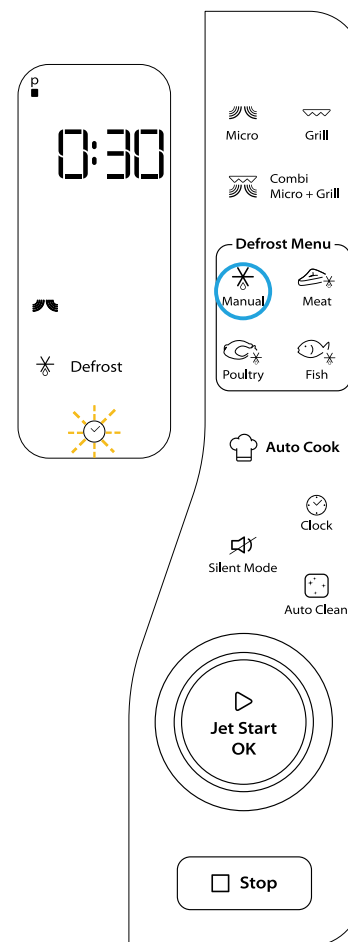 p
0:30
Defrost
Micro
Grill
Combi
Micro + Grill
Defrost Menu
Manual
Meat
Poultry
Fish
Auto Cook
Clock
Silent Mode
Auto Clean
Jet Start
OK
Stop